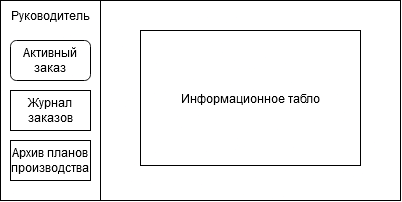 Руководитель
Активный
заказ
Журнал
заказов
Архив планов
производства
Информационное табло